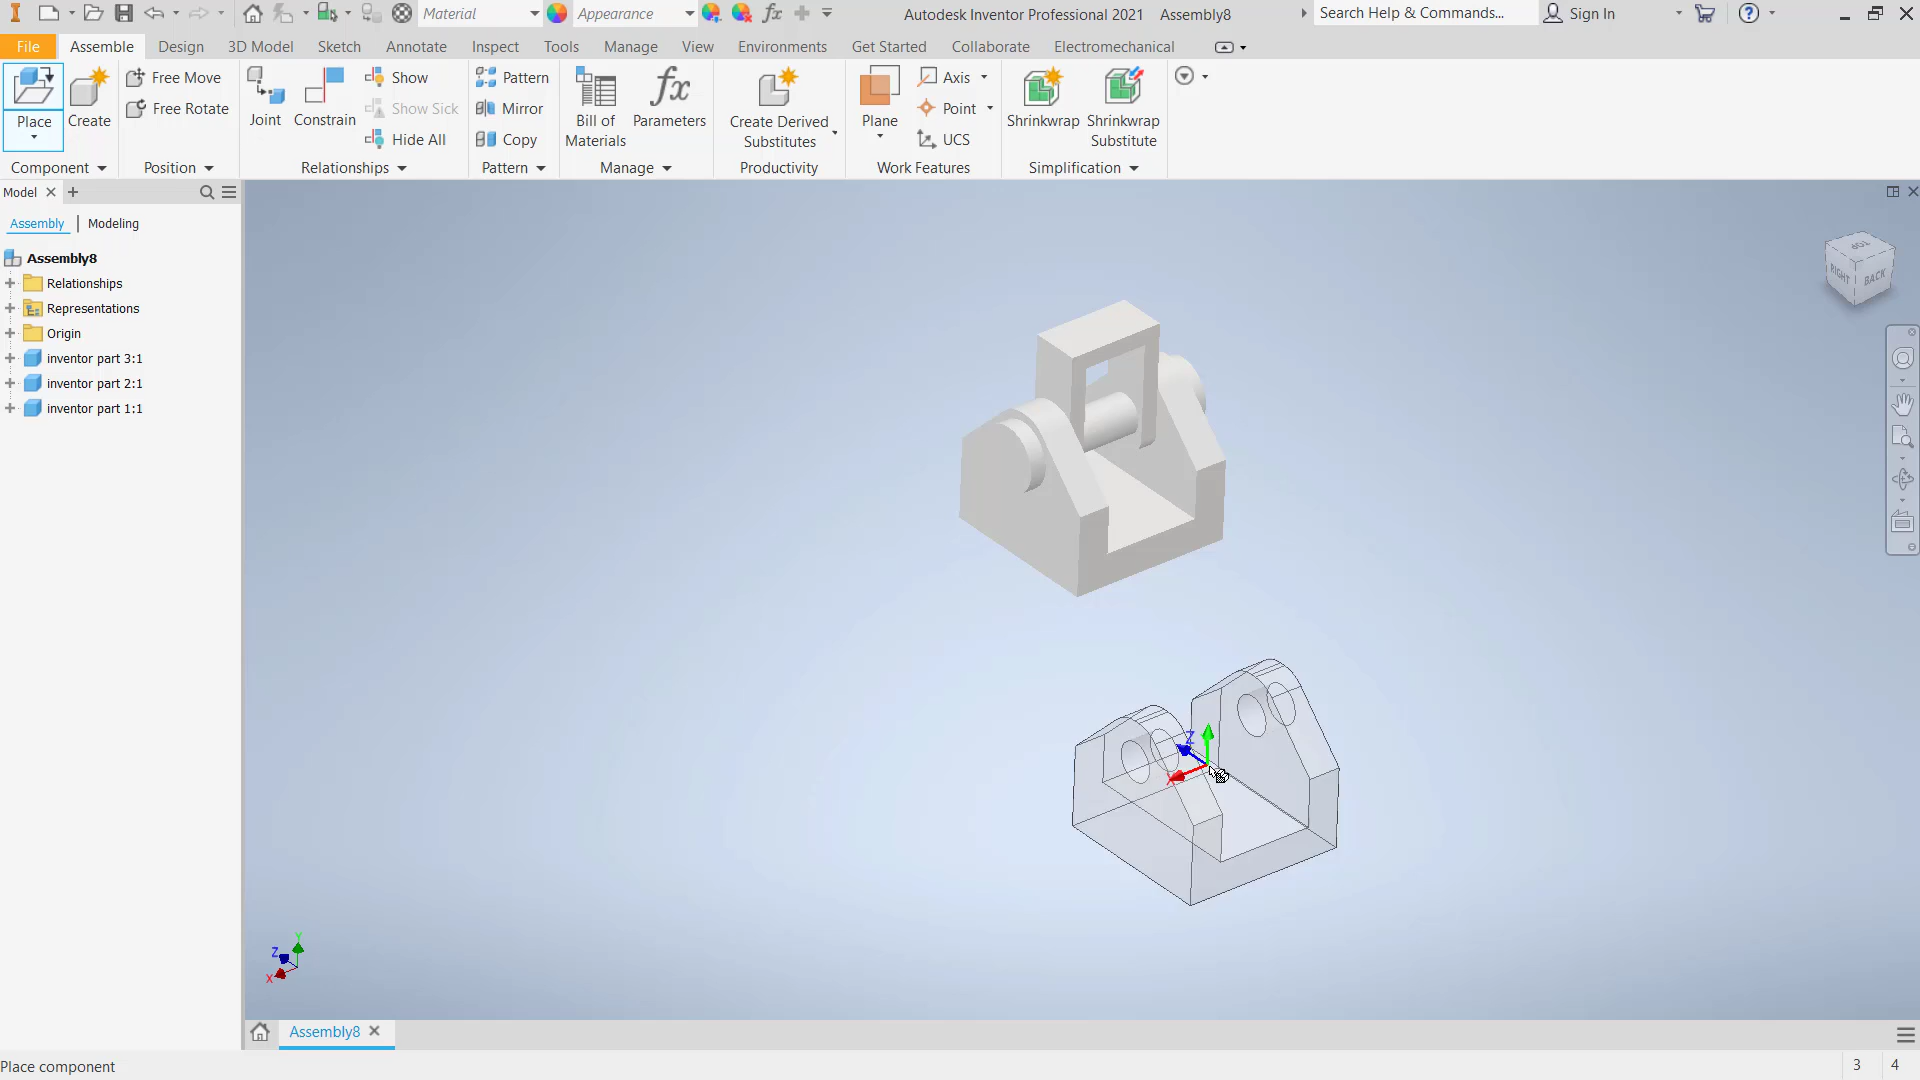 Material
Appearance
Autodesk Inventor Professional 2021 Assembly8
Search Help & Commands...
Sign In
File
Assemble
Design
3D Model
Sketch
Annotate
Inspect
Tools
Manage
View
Environments
Get Started
Collaborate
Electromechanical
Place
Create
Free Move
Free Rotate
Joint
Constrain
Show
Show Sick
Hide All
Pattern
Mirror
Copy
Bill of
Materials
fx
Parameters
Create Derived
Substitutes
Plane
Axis
Point
UCS
Shrinkwrap
Shrinkwrap
Substitute
Component
Position
Relationships
Pattern
Manage
Productivity
Work Features
Simplification
Model
Assembly
Modeling
Assembly8
Relationships
Representations
Origin
inventor part 3:1
inventor part 2:1
inventor part 1:1
TOP
RIGHT
BACK
Z
X
Y
Z
X
Assembly8
Place component
3
4